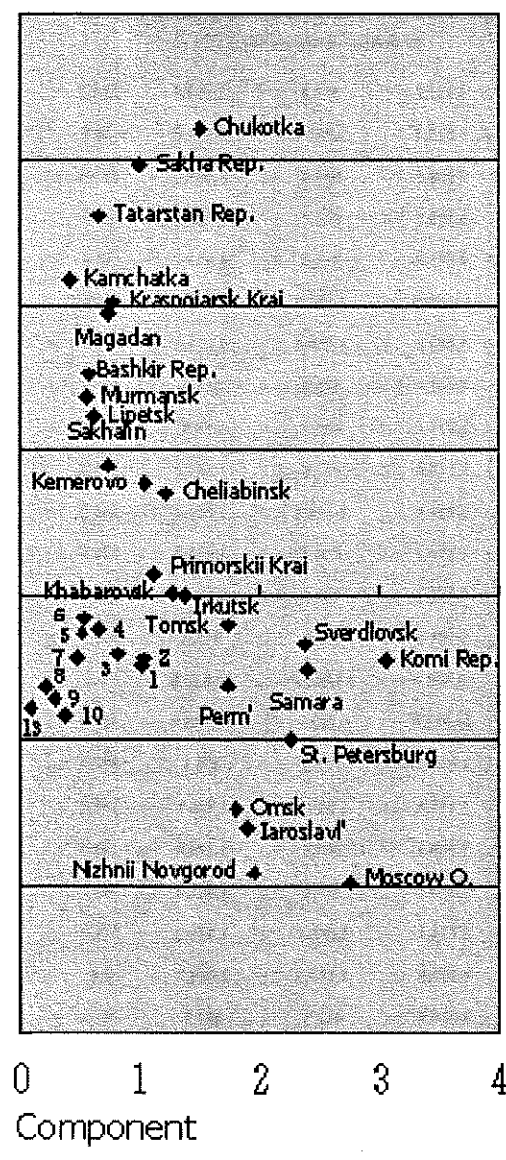 Chukotka
Sakha Rep.
Tatarstan Rep.
Kamchatka
Krasnoiarsk Krai
Magadan
Bashkir Rep.
Murmansk
Lipetsk
Sakhalin
Kemerovo
Cheliabinsk
Primorskii Krai
Khabarovsk
Irkutsk
6
5
4
Tomsk
Sverdlovsk
7
3
2
1
Komi Rep.
8
9
Perm'
Samara
13
10
St. Petersburg
Omsk
Iaroslavl'
Nizhnii Novgorod
Moscow O.
0 1 2 3 4
Component